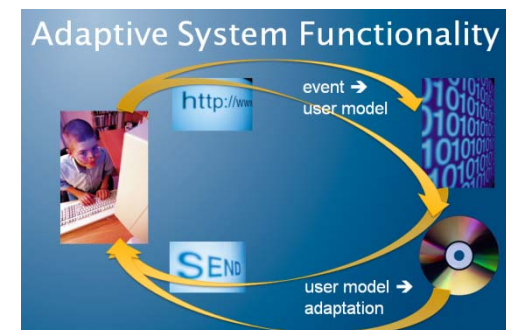 Adaptive System Functionality
http://ww
event ➔
user model
SEND
user model ➔
adaptation